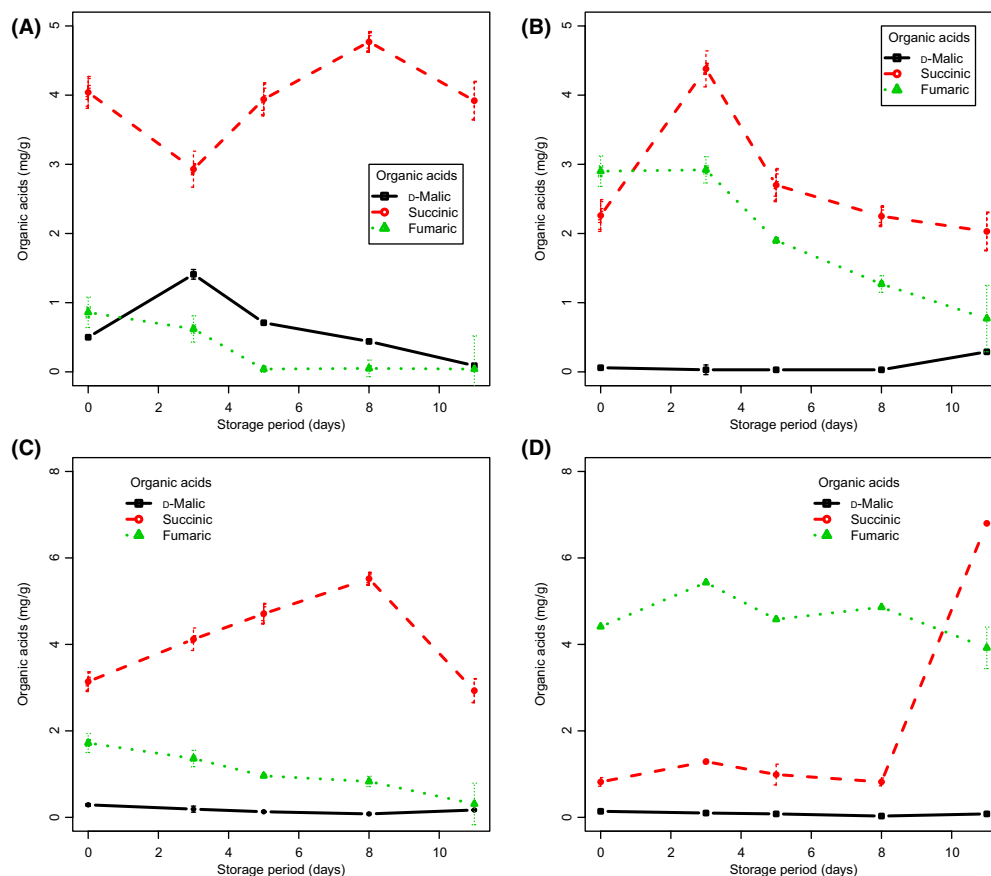 (A)
Organic acids (mg/g)
5
4
3
2
1
0
Organic acids
D-Malic
Succinic
Fumaric
0 2 4 6 8 10
Storage period (days)
(B)
Organic acids (mg/g)
5
4
3
2
1
0
Organic acids
D-Malic
Succinic
Fumaric
0 2 4 6 8 10
Storage period (days)
(C)
Organic acids (mg/g)
8
6
4
2
0
Organic acids
D-Malic
Succinic
Fumaric
0 2 4 6 8 10
Storage period (days)
(D)
Organic acids (mg/g)
8
6
4
2
0
Organic acids
D-Malic
Succinic
Fumaric
0 2 4 6 8 10
Storage period (days)